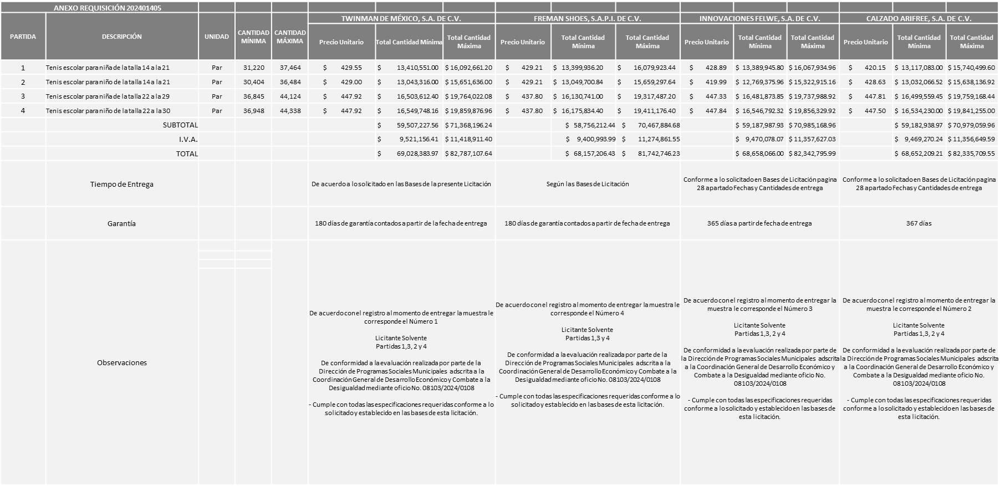 ANEXO REQUISICIÓN 202401405
TWINMAN DE MÉXICO, S.A. DE C.V. FREMAN SHOES, S.A.P.I. DE C.V. INNOVACIONES FELWE, S.A. DE C.V. CALZADO ARIFREE, S.A. DE C.V.
PARTIDA DESCRIPCIÓN UNIDAD CANTIDAD MÍNIMA CANTIDAD MÁXIMA Precio Unitario Total Cantidad Mínima Total Cantidad Máxima Precio Unitario Total Cantidad Mínima Total Cantidad Máxima Precio Unitario Total Cantidad Mínima Total Cantidad Máxima Precio Unitario Total Cantidad Mínima Total Cantidad Máxima
1 Tenis escolar para niña de la talla 14 a la 21 Par 31,220 37,464 $ 429.55 $ 13,410,551.00 $ 16,092,661.20 $ 429.21 $ 13,399,936.20 $ 16,079,923.44 $ 428.89 $ 13,389,945.80 $ 16,067,934.96 $ 420.15 $ 13,117,083.00 $ 15,740,499.60
2 Tenis escolar para niño de la talla 14 a la 21 Par 30,404 36,484 $ 429.00 $ 13,043,316.00 $ 15,651,636.00 $ 429.21 $ 13,049,700.84 $ 15,659,297.64 $ 419.99 $ 12,769,375.96 $ 15,322,915.16 $ 428.63 $ 13,032,066.52 $ 15,638,136.92
3 Tenis escolar para niña de la talla 22 a la 29 Par 36,845 44,124 $ 447.92 $ 16,503,612.40 $ 19,764,022.08 $ 437.80 $ 16,130,741.00 $ 19,317,487.20 $ 447.33 $ 16,481,873.85 $ 19,737,988.92 $ 447.81 $ 16,499,559.45 $ 19,759,168.44
4 Tenis escolar para niño de la talla 22 a la 30 Par 36,948 44,338 $ 447.92 $ 16,549,748.16 $ 19,859,876.96 $ 437.80 $ 16,175,834.40 $ 19,411,176.40 $ 447.84 $ 16,546,792.32 $ 19,856,329.92 $ 447.50 $ 16,534,230.00 $ 19,841,255.00
SUBTOTAL $ 59,507,227.56 $ 71,368,196.24 $ 58,756,212.44 $ 70,467,884.68 $ 59,187,987.93 $ 70,985,168.96 $ 59,182,938.97 $ 70,979,059.96
I.V.A. $ 9,521,156.41 $ 11,418,911.40 $ 9,400,993.99 $ 11,274,861.55 $ 9,470,078.07 $ 11,357,627.03 $ 9,469,270.24 $ 11,356,649.59
TOTAL $ 69,028,383.97 $ 82,787,107.64 $ 68,157,206.43 $ 81,742,746.23 $ 68,658,066.00 $ 82,342,795.99 $ 68,652,209.21 $ 82,335,709.55
Tiempo de Entrega
De acuerdo a lo solicitado en las Bases de la presente Licitación
Según las Bases de Licitación
Conforme a lo solicitado en Bases de Licitación pagina
28 apartado Fechas y Cantidades de entrega
Conforme a lo solicitado en Bases de Licitación pagina
28 apartado Fechas y Cantidades de entrega
Garantía
180 días de garantía contados a partir de la fecha de entrega
180 días de garantía contados a partir de fecha de entrega
365 días a partir de fecha de entrega
367 días
Observaciones
De acuerdo con el registro al momento de entregar la muestra le
corresponde el Número 1
Licitante Solvente
Partidas 1,3, 2 y 4
De conformidad a la evaluación realizada por parte de la
Dirección de Programas Sociales Municipales adscrita a la
Coordinación General de Desarrollo Económico y Combate a la
Desigualdad mediante oficio No. 08103/2024/0108
- Cumple con todas las especificaciones requeridas conforme a lo
solicitado y establecido en las bases de esta licitación.
De acuerdo con el registro al momento de entregar la muestra le
corresponde el Número 4
Licitante Solvente
Partidas 1,3 y 4
De conformidad a la evaluación realizada por parte de la
Dirección de Programas Sociales Municipales adscrita a la
Coordinación General de Desarrollo Económico y Combate a la
Desigualdad mediante oficio No. 08103/2024/0108
- Cumple con todas las especificaciones requeridas conforme a lo
solicitado y establecido en las bases de esta licitación.
De acuerdo con el registro al momento de entregar la
muestra le corresponde el Número 3
Licitante Solvente
Partidas 1,3, 2 y 4
De conformidad a la evaluación realizada por parte de
la Dirección de Programas Sociales Municipales adscrita
a la Coordinación General de Desarrollo Económico y
Combate a la Desigualdad mediante oficio No.
08103/2024/0108
- Cumple con todas las especificaciones requeridas
conforme a lo solicitado y establecido en las bases de
esta licitación.
De acuerdo con el registro al momento de entregar la
muestra le corresponde el Número 2
Licitante Solvente
Partidas 1,3, 2 y 4
De conformidad a la evaluación realizada por parte de
la Dirección de Programas Sociales Municipales adscrita
a la Coordinación General de Desarrollo Económico y
Combate a la Desigualdad mediante oficio No.
08103/2024/0108
- Cumple con todas las especificaciones requeridas
conforme a lo solicitado y establecido en las bases de
esta licitación.